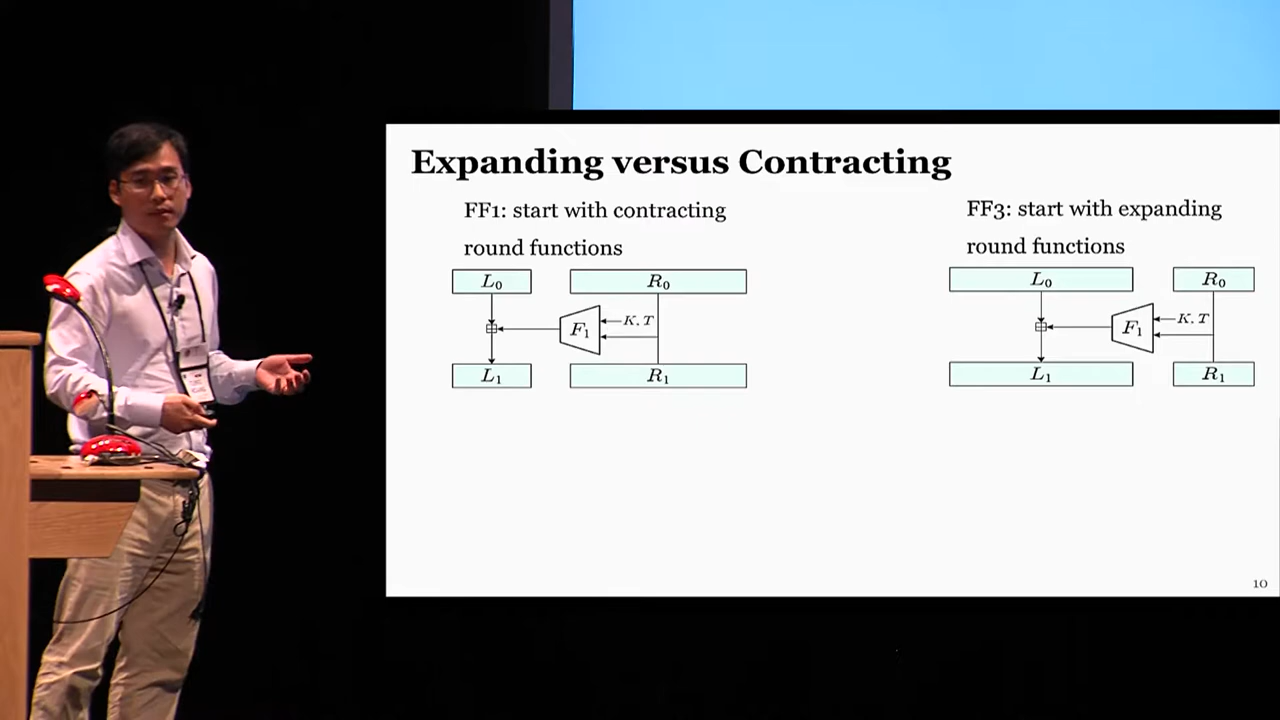 Expanding versus Contracting
FF1: start with contracting
round functions
L₀ R₀
F₁ K, T
L₁ R₁
FF3: start with expanding
round functions
L₀ R₀
F₁ K, T
L₁ R₁
10